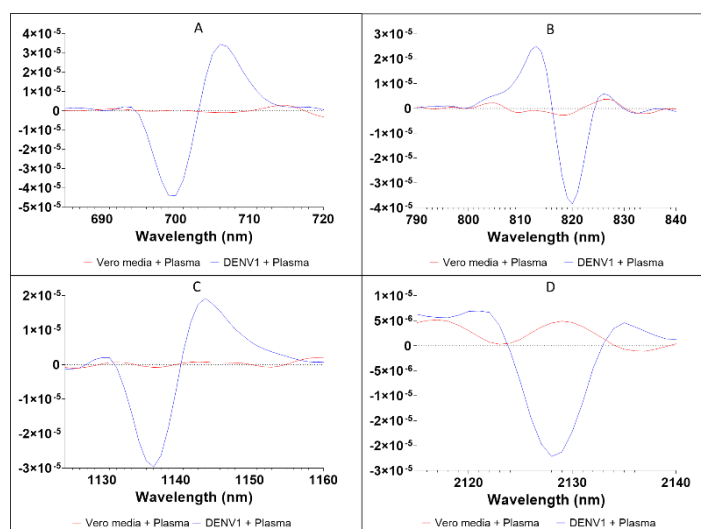 A
4×10⁻⁵
3×10⁻⁵
2×10⁻⁵
1×10⁻⁵
0
-1×10⁻⁵
-2×10⁻⁵
-3×10⁻⁵
-4×10⁻⁵
-5×10⁻⁵
690 700 710 720
Wavelength (nm)
Vero media + Plasma DENV1 + Plasma
B
3×10⁻⁵
2×10⁻⁵
1×10⁻⁵
0
-1×10⁻⁵
-2×10⁻⁵
-3×10⁻⁵
-4×10⁻⁵
790 800 810 820 830 840
Wavelength (nm)
Vero media + Plasma DENV1 + Plasma
C
2×10⁻⁵
1×10⁻⁵
0
-1×10⁻⁵
-2×10⁻⁵
-3×10⁻⁵
1130 1140 1150 1160
Wavelength (nm)
Vero media + Plasma DENV1 + Plasma
D
1×10⁻⁵
5×10⁻⁶
0
-5×10⁻⁶
-1×10⁻⁵
-2×10⁻⁵
-2×10⁻⁵
-3×10⁻⁵
2120 2130 2140
Wavelength (nm)
Vero media + Plasma DENV1 + Plasma